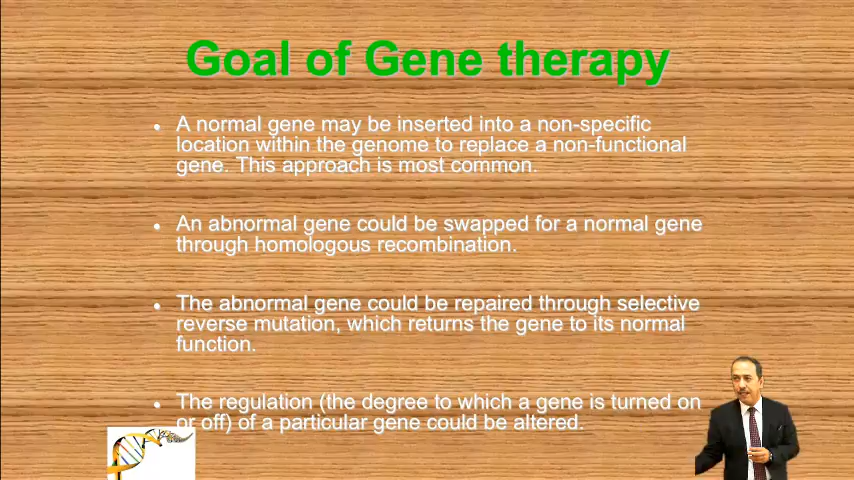 Goal of Gene therapy
• A normal gene may be inserted into a non-specific
location within the genome to replace a non-functional
gene. This approach is most common.
• An abnormal gene could be swapped for a normal gene
through homologous recombination.
• The abnormal gene could be repaired through selective
reverse mutation, which returns the gene to its normal
function.
• The regulation (the degree to which a gene is turned on
or off) of a particular gene could be altered.